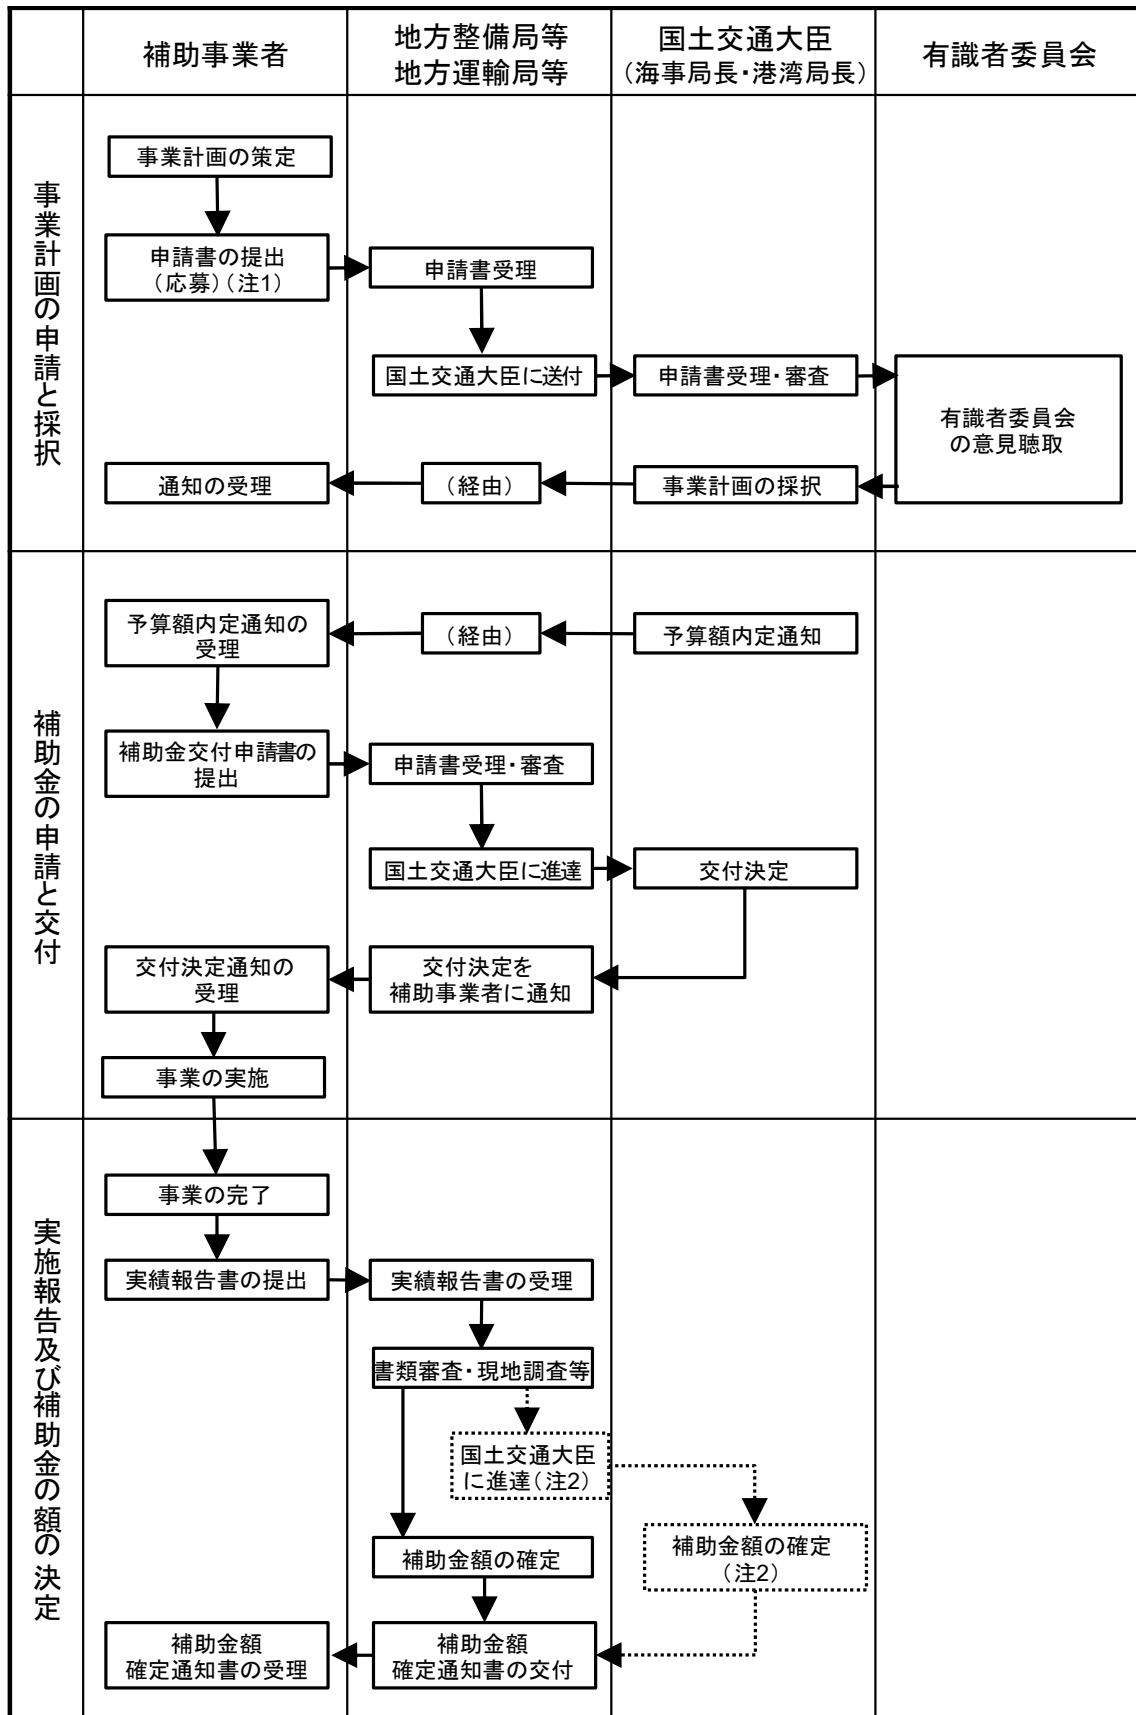 補助事業者
地方整備局等
地方運輸局等
国土交通大臣
（海事局長・港湾局長）
有識者委員会
事業計画の申請と採択
事業計画の策定
申請書の提出
（応募）（注1）
申請書受理
国土交通大臣に送付
申請書受理・審査
有識者委員会
の意見聴取
通知の受理
（経由）
事業計画の採択
補助金の申請と交付
予算額内定通知の
受理
（経由）
予算額内定通知
補助金交付申請書の
提出
申請書受理・審査
国土交通大臣に進達
交付決定
交付決定通知の
受理
交付決定を
補助事業者に通知
事業の実施
実施報告及び補助金の額の決定
事業の完了
実績報告書の提出
実績報告書の受理
書類審査・現地調査等
国土交通大臣
に進達（注2）
補助金額の確定
補助金額の確定
（注2）
補助金額
確定通知書の受理
補助金額
確定通知書の交付